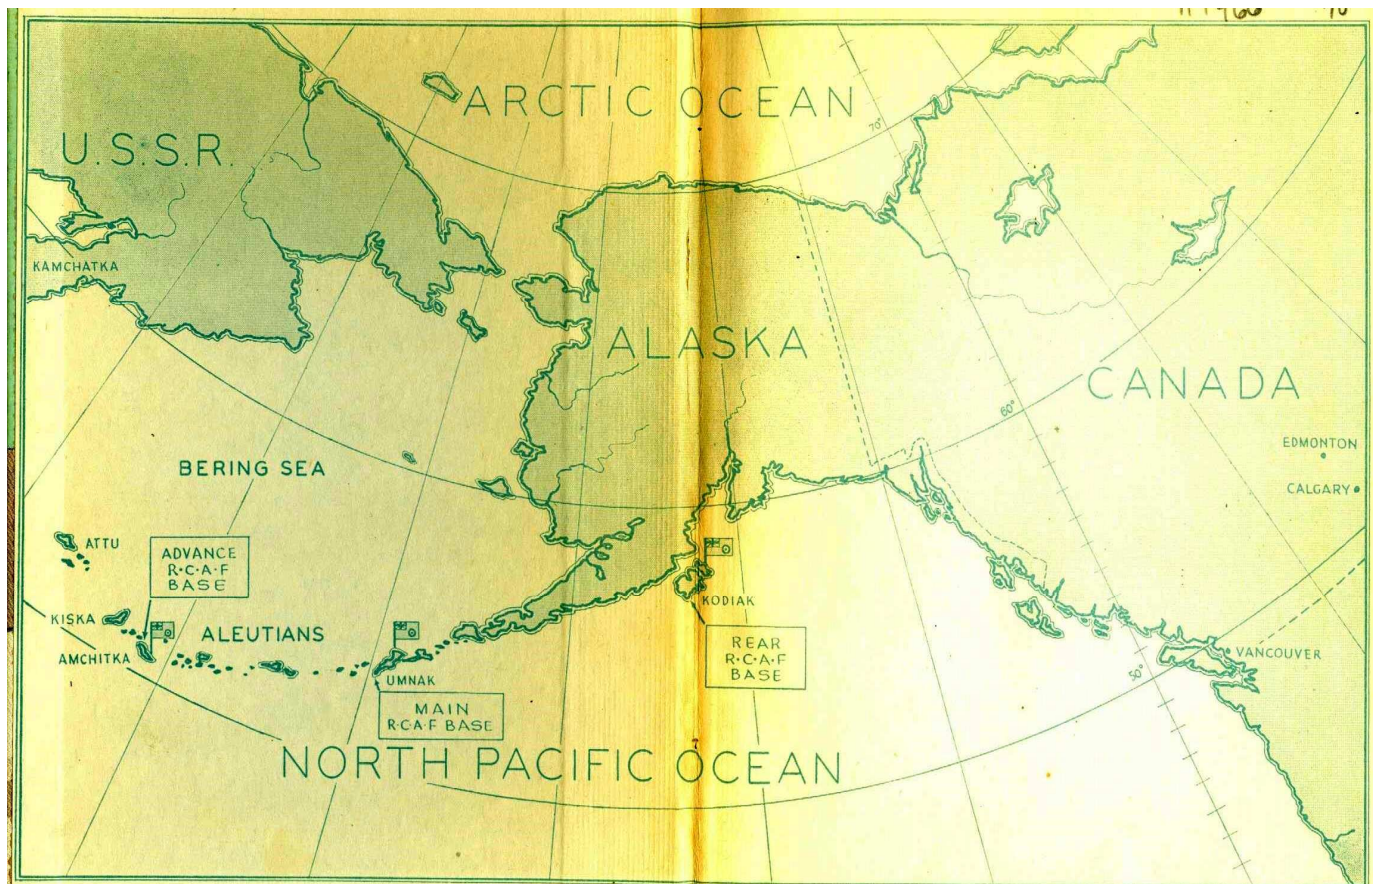 ARCTIC OCEAN
U.S.S.R.
70°
KAMCHATKA
ALASKA
CANADA
60°
EDMONTON
CALGARY
BERING SEA
ATTU
ADVANCE
R·C·A·F
BASE
KISKA
ALEUTIANS
AMCHITKA
UMNAK
MAIN
R·C·A·F BASE
KODIAK
REAR
R·C·A·F
BASE
VANCOUVER
50°
NORTH PACIFIC OCEAN